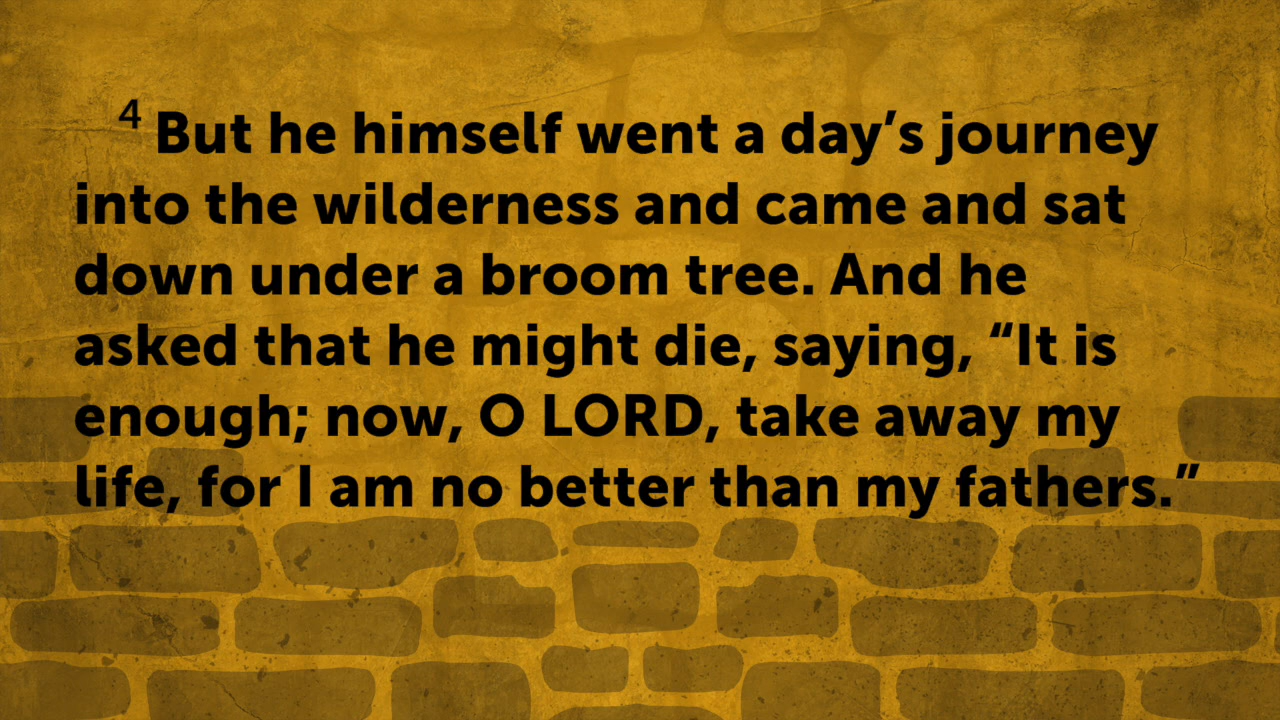 4 But he himself went a day’s journey
into the wilderness and came and sat
down under a broom tree. And he
asked that he might die, saying, “It is
enough; now, O LORD, take away my
life, for I am no better than my fathers.”